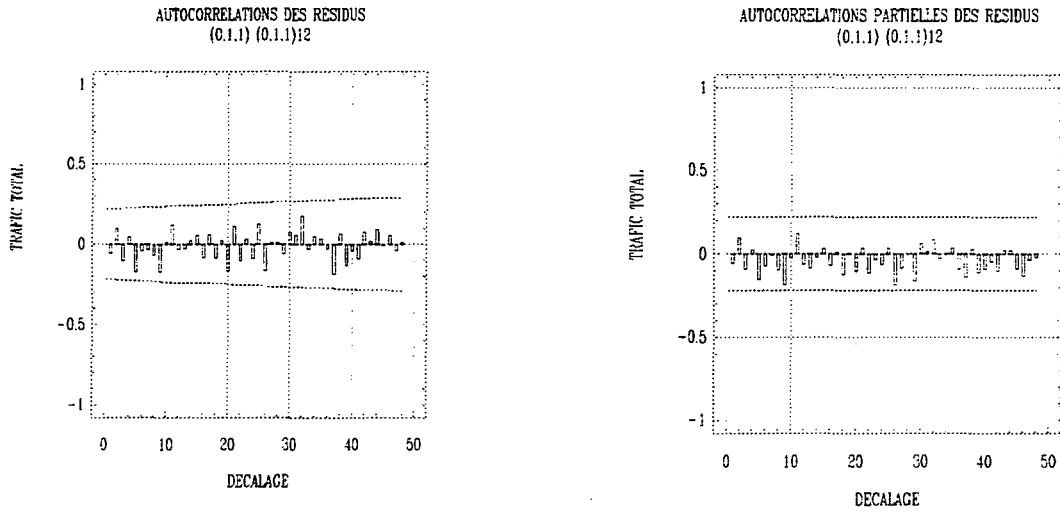 AUTOCORRELATIONS DES RESIDUS
(0.1.1) (0.1.1)12
1
0.5
0
-0.5
-1
TRAFIC TOTAL
0 10 20 30 40 50
DECALAGE
AUTOCORRELATIONS PARTIELLES DES RESIDUS
(0.1.1) (0.1.1)12
1
0.5
0
-0.5
-1
TRAFIC TOTAL
0 10 20 30 40 50
DECALAGE